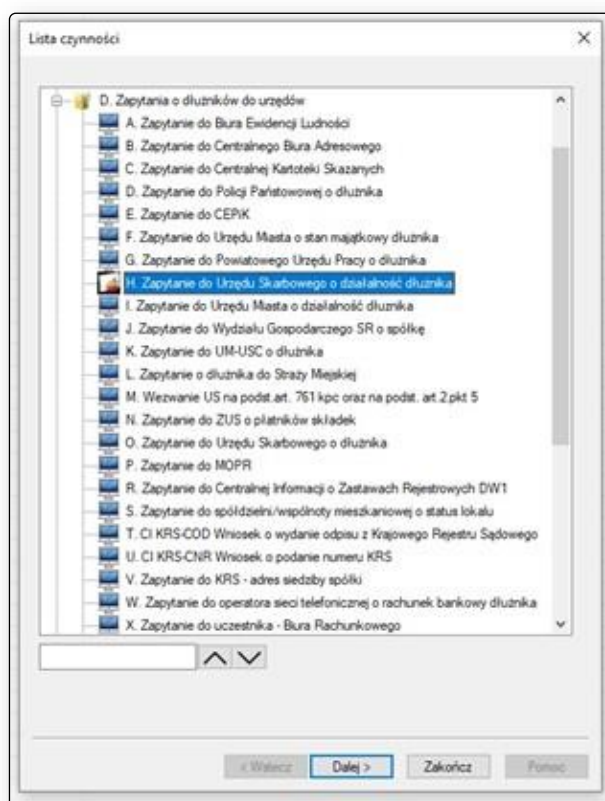 Lista czynności
D. Zapytania o dłużników do urzędów
A. Zapytanie do Biura Ewidencji Ludności
B. Zapytanie do Centralnego Biura Adresowego
C. Zapytanie do Centralnej Kartoteki Skazanych
D. Zapytanie do Policji Państowowej o dłużnika
E. Zapytanie do CEPiK
F. Zapytanie do Urzędu Miasta o stan majątkowy dłużnika
G. Zapytanie do Powiatowego Urzędu Pracy o dłużnika
H. Zapytanie do Urzędu Skarbowego o działalność dłużnika
I. Zapytanie do Urzędu Miasta o działalność dłużnika
J. Zapytanie do Wydziału Gospodarczego SR o spółkę
K. Zapytanie do UM-USC o dłużnika
L. Zapytanie o dłużnika do Straży Miejskiej
M. Wezwanie US na podst.art. 761 kpc oraz na podst. art 2,pkt 5
N. Zapytanie do ZUS o płatników składek
O. Zapytanie do Urzędu Skarbowego o dłużnika
P. Zapytanie do MOPR
R. Zapytanie do Centralnej Informacji o Zastawach Rejestrowych DW1
S. Zapytanie do spółdzielni/wspólnoty mieszkaniowej o status lokalu
T. CI KRS-COD Wniosek o wydanie odpisu z Krajowego Rejestru Sądowego
U. CI KRS-CNR Wniosek o podanie numeru KRS
V. Zapytanie do KRS - adres siedziby spółki
W. Zapytanie do operatora sieci telefonicznej o rachunek bankowy dłużnika
X. Zapytanie do uczestnika - Biura Rachunkowego
< Wstecz Dalej > Zakończ Pomoc